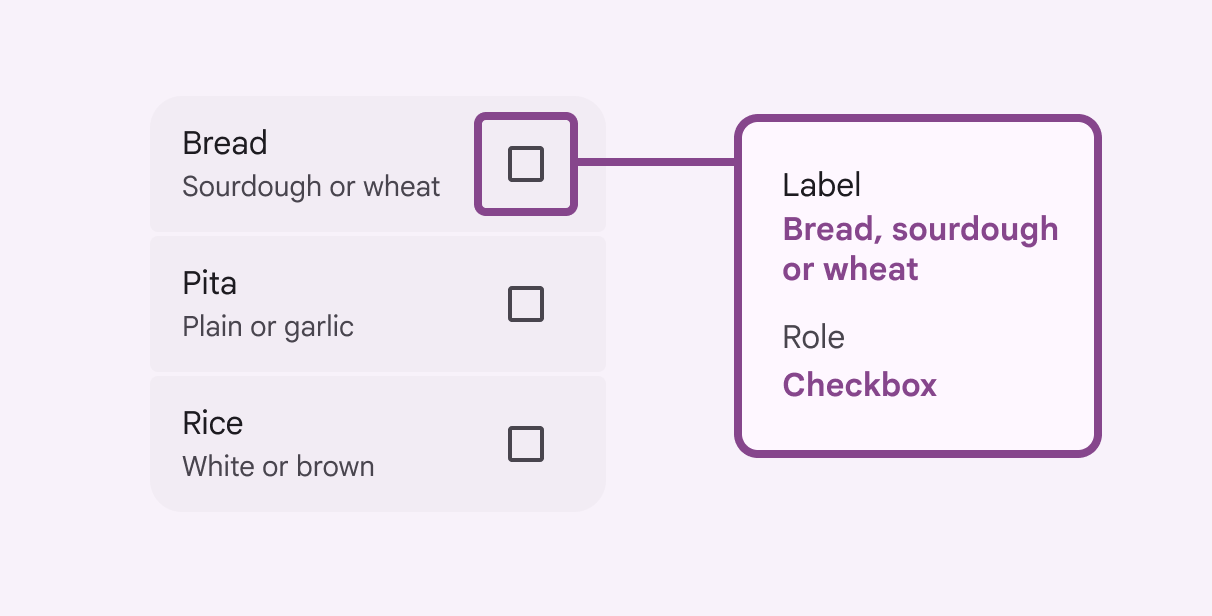 Bread
Sourdough or wheat
Pita
Plain or garlic
Rice
White or brown
Label
Bread, sourdough
or wheat
Role
Checkbox